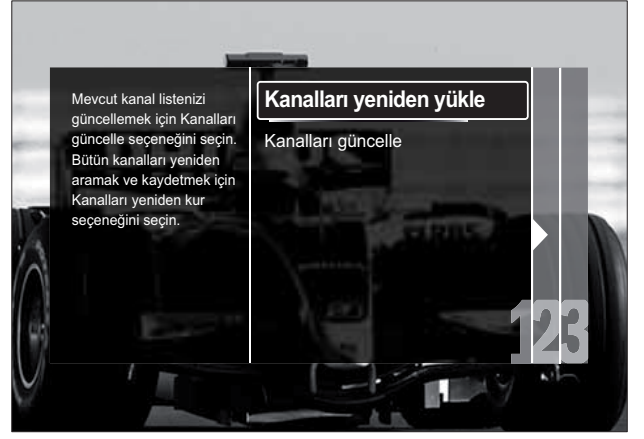 Mevcut kanal listenizi
güncellemek için Kanalları
güncelle seçeneğini seçin.
Bütün kanalları yeniden
aramak ve kaydetmek için
Kanalları yeniden kur
seçeneğini seçin.
Kanalları yeniden yükle
Kanalları güncelle
123